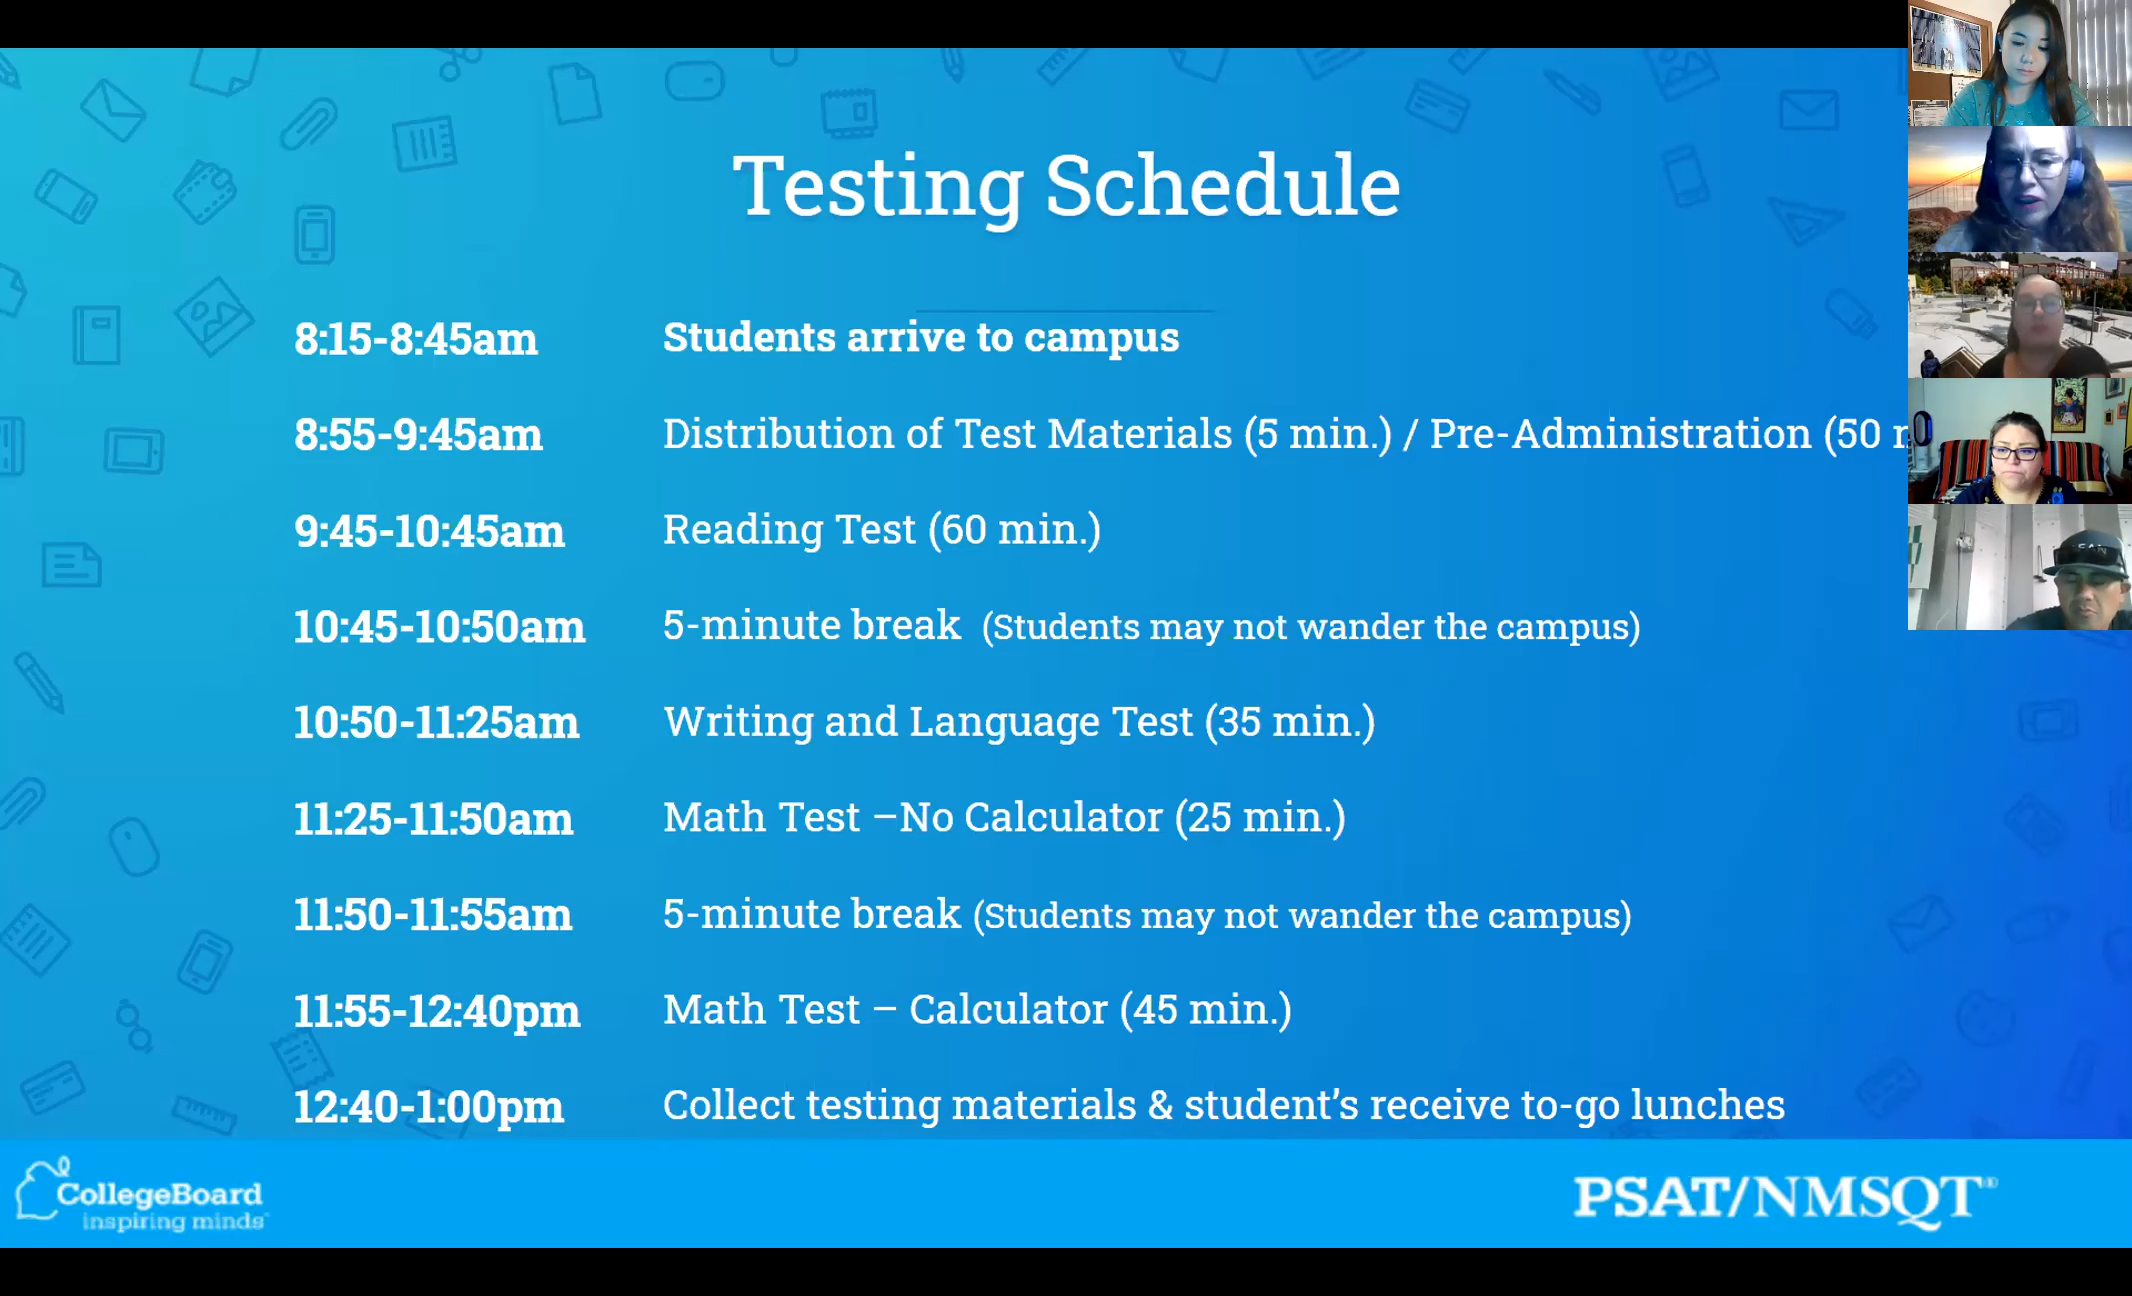 Testing Schedule
8:15-8:45am Students arrive to campus
8:55-9:45am Distribution of Test Materials (5 min.) / Pre-Administration (50
9:45-10:45am Reading Test (60 min.)
10:45-10:50am 5-minute break (Students may not wander the campus)
10:50-11:25am Writing and Language Test (35 min.)
11:25-11:50am Math Test –No Calculator (25 min.)
11:50-11:55am 5-minute break (Students may not wander the campus)
11:55-12:40pm Math Test – Calculator (45 min.)
12:40-1:00pm Collect testing materials & student’s receive to-go lunches
CollegeBoard
inspiring minds
PSAT/NMSQT®